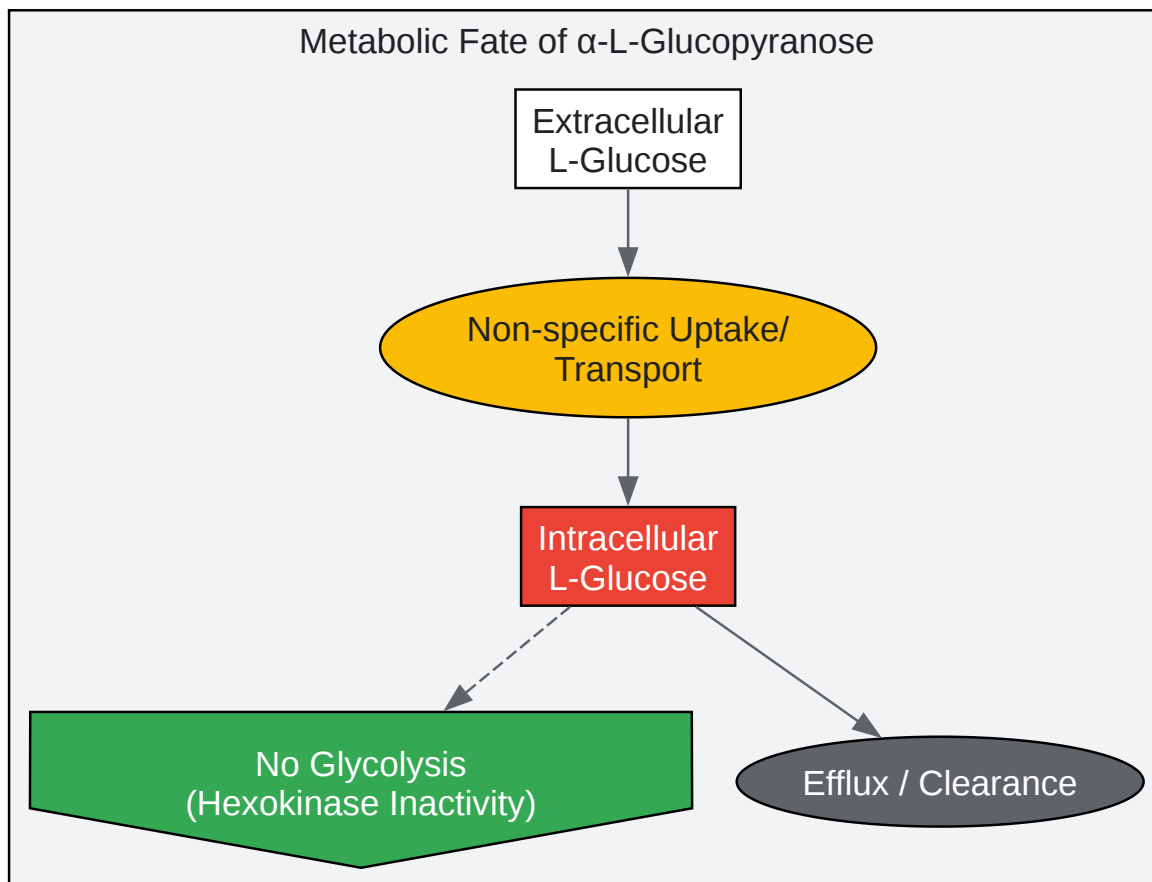 Metabolic Fate of α-L-Glucopyranose
Extracellular
L-Glucose
Non-specific Uptake/
Transport
Intracellular
L-Glucose
No Glycolysis
(Hexokinase Inactivity)
Efflux / Clearance